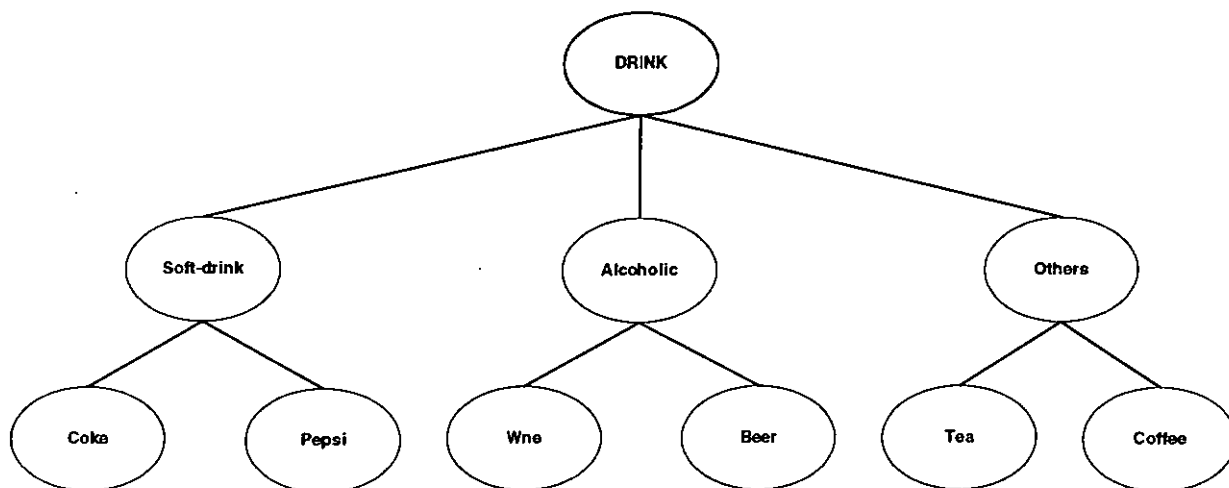 DRINK
Soft-drink
Alcoholic
Others
Coke
Pepsi
Wne
Beer
Tea
Coffee